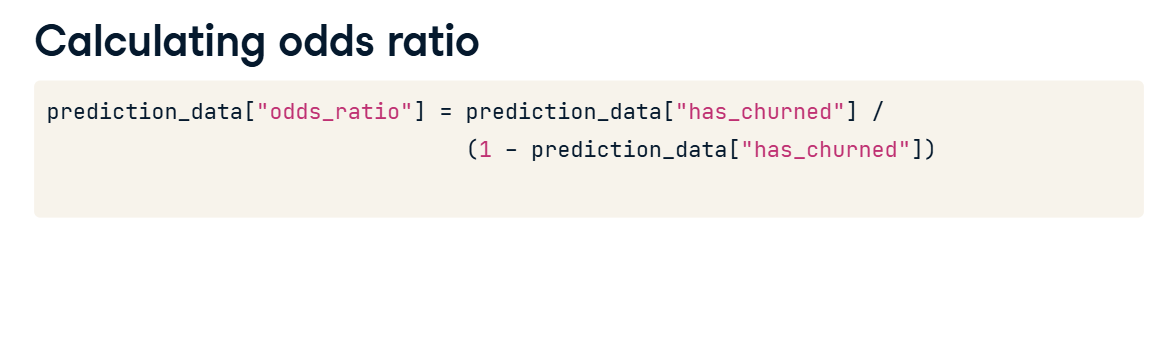 Calculating odds ratio
prediction_data["odds_ratio"] = prediction_data["has_churned"] /
(1 - prediction_data["has_churned"])